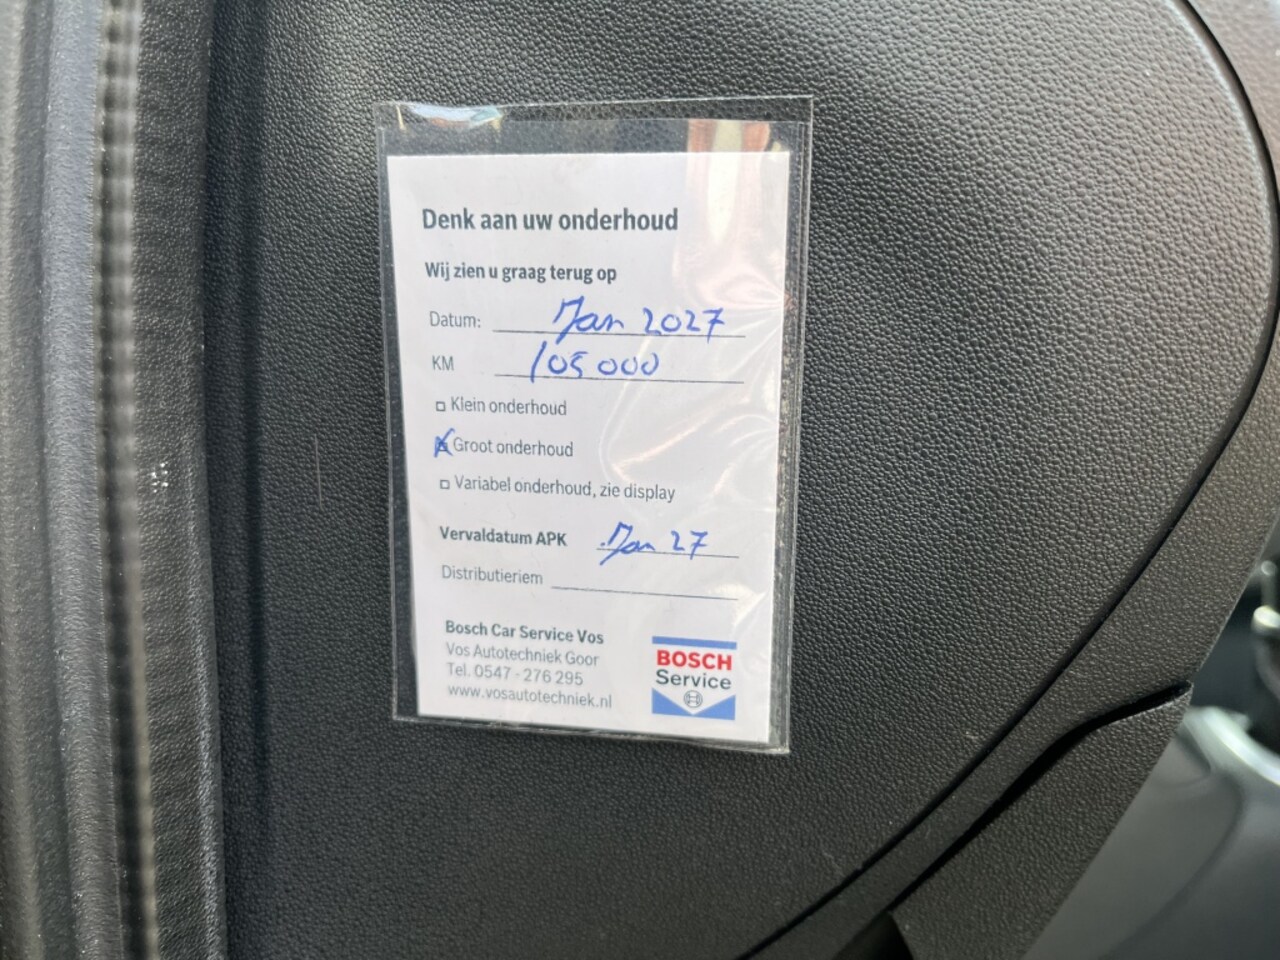 Denk aan uw onderhoud
Wij zien u graag terug op
Datum: Jan 2027
KM 105 000
Klein onderhoud
Groot onderhoud
Variabel onderhoud, zie display
Vervaldatum APK Jan 27
Distributieriem
Bosch Car Service Vos
Vos Autotechniek Goor
Tel. 0547 - 276 295
www.vosautotechniek.nl
BOSCH
Service